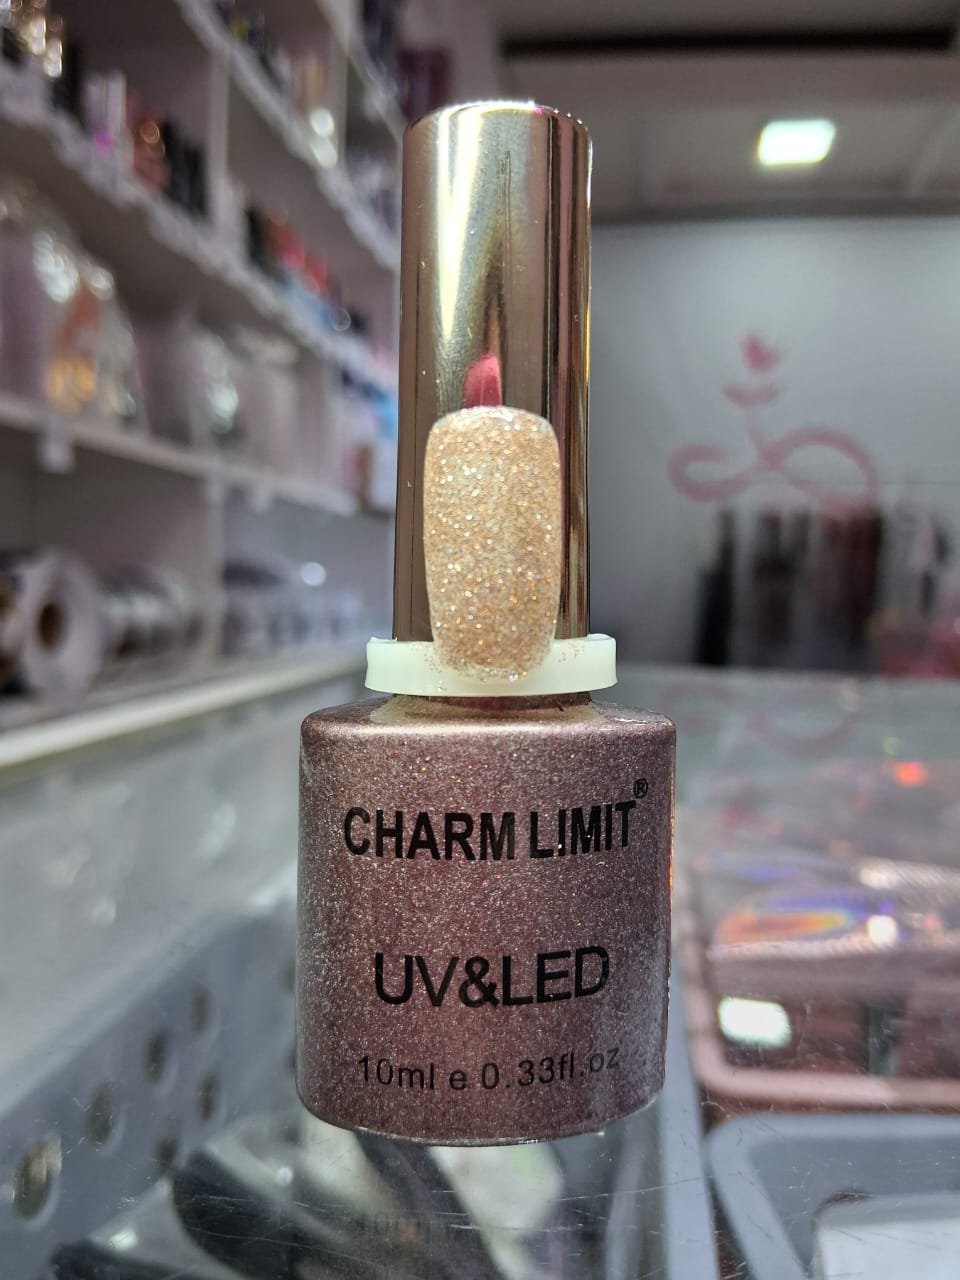 CHARM LIMIT®
UV&LED
10ml e 0.33fl.oz